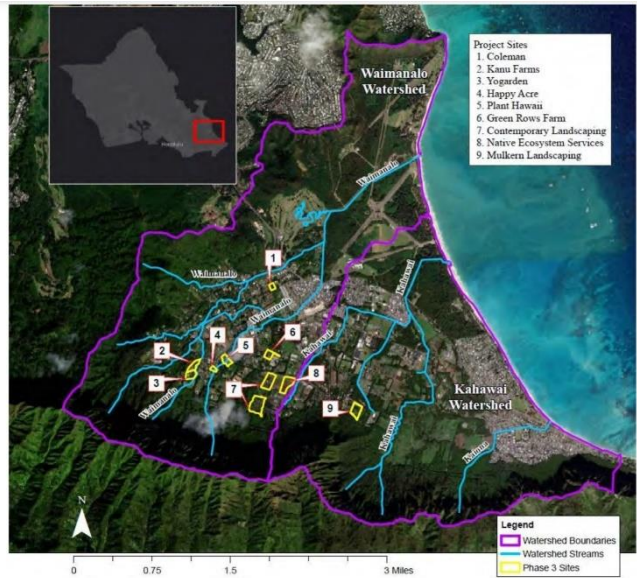 Honolulu
Waimanalo
Watershed
Project Sites
1. Coleman
2. Kanu Farms
3. Yogarden
4. Happy Acre
5. Plant Hawaii
6. Green Rows Farm
7. Contemporary Landscaping
8. Native Ecosystem Services
9. Mulkern Landscaping
Waimanalo
Waimanalo
Kahawai
1
Waimanalo
Kahawai
2
4
5
6
3
7
8
Waimanalo
9
Kahawai
Watershed
Kahawai
N
Legend
Watershed Boundaries
Watershed Streams
Phase 3 Sites
0 0.75 1.5 3 Miles